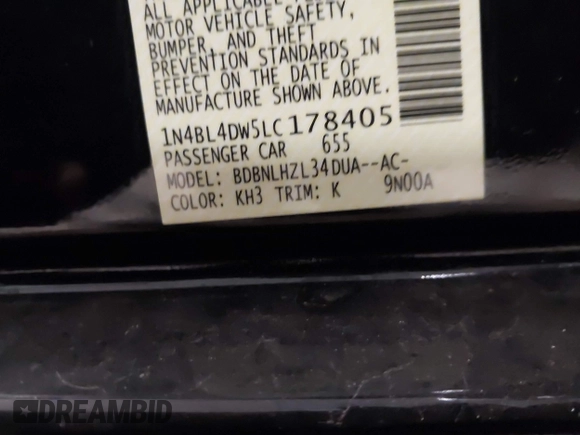 ALL APPLICABLE
MOTOR VEHICLE SAFETY,
BUMPER, AND THEFT
PREVENTION STANDARDS IN
EFFECT ON THE DATE OF
MANUFACTURE SHOWN ABOVE.
1N4BL4DW5LC178405
PASSENGER CAR 655
MODEL: BDBNLHZL34DUA--AC-
COLOR: KH3 TRIM: K 9N00A
DREAMBID